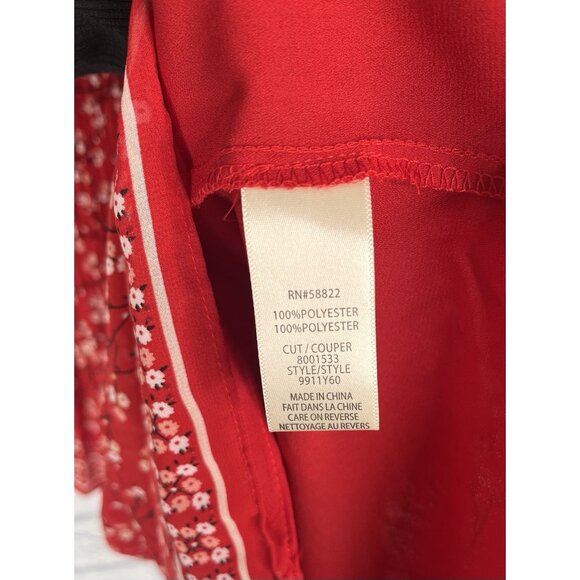 RN#58822
100%POLYESTER
100%POLYESTER
CUT / COUPER
8001533
STYLE/STYLE
9911Y60
MADE IN CHINA
FAIT DANS LA CHINE
CARE ON REVERSE
NETTOYAGE AU REVERS